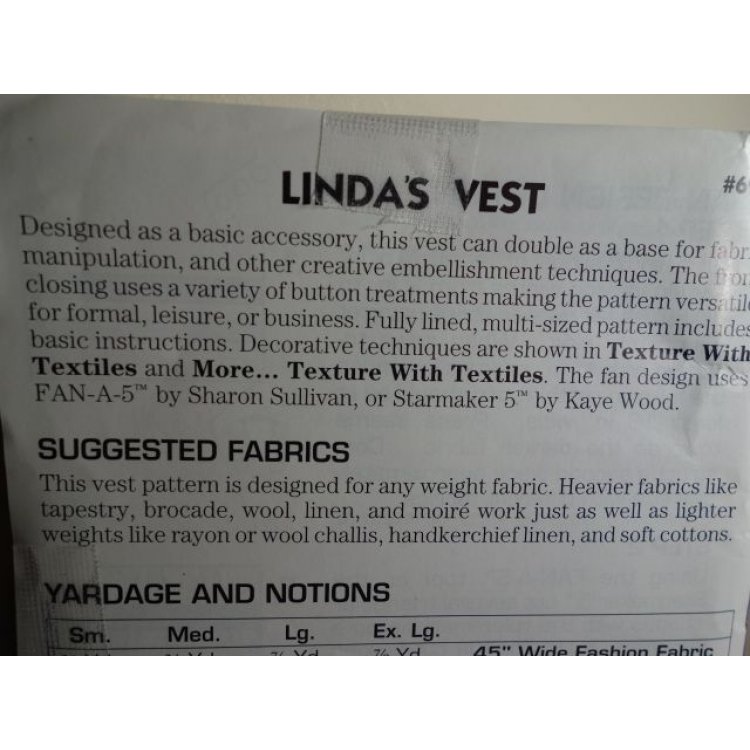 LINDA'S VEST
Designed as a basic accessory, this vest can double as a base for
manipulation, and other creative embellishment techniques. The
closing uses a variety of button treatments making the pattern versatile
for formal, leisure, or business. Fully lined, multi-sized pattern includes
basic instructions. Decorative techniques are shown in Texture With
Textiles and More... Texture With Textiles. The fan design uses
FAN-A-5™ by Sharon Sullivan, or Starmaker 5™ by Kaye Wood.
SUGGESTED FABRICS
This vest pattern is designed for any weight fabric. Heavier fabrics like
tapestry, brocade, wool, linen, and moiré work just as well as lighter
weights like rayon or wool challis, handkerchief linen, and soft cottons.
YARDAGE AND NOTIONS
Sm. Med. Lg. Ex. Lg.
45" Wide Fashion Fabric